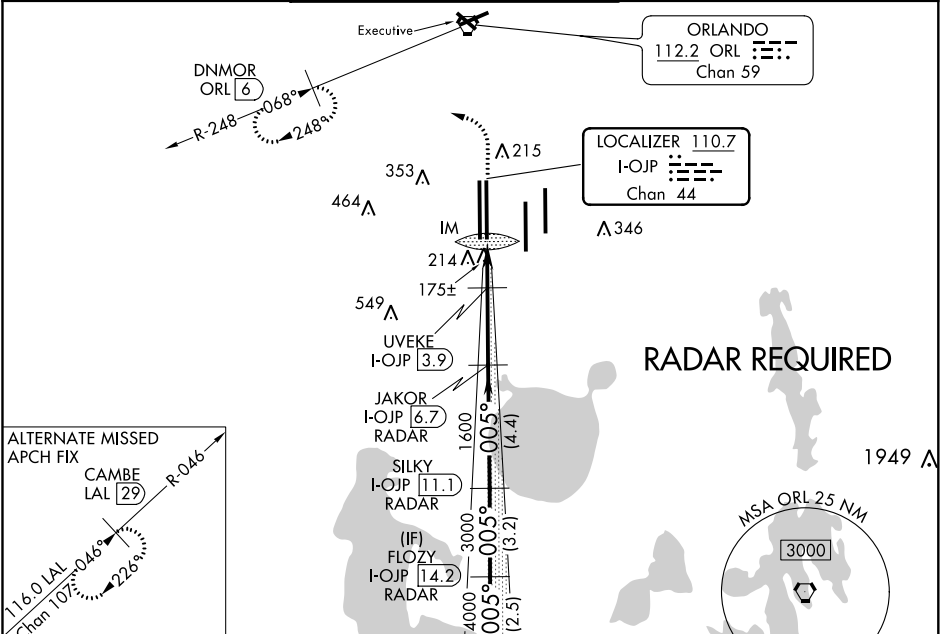 Executive
ORLANDO
112.2 ORL
Chan 59
DNMOR
ORL 6
068°
R-248
248°
LOCALIZER 110.7
I-OJP
Chan 44
215
353
464
IM
346
214
175±
549
UVEKE
I-OJP 3.9
RADAR REQUIRED
JAKOR
I-OJP 6.7
RADAR
1600
005°
(4.4)
ALTERNATE MISSED
APCH FIX
CAMBE
LAL 29
R-046
1949
SILKY
I-OJP 11.1
RADAR
3000
005°
(3.2)
MSA ORL 25 NM
3000
(IF)
FLOZY
I-OJP 14.2
RADAR
4000
005°
(2.5)
046°
226°
116.0 LAL
Chan 107